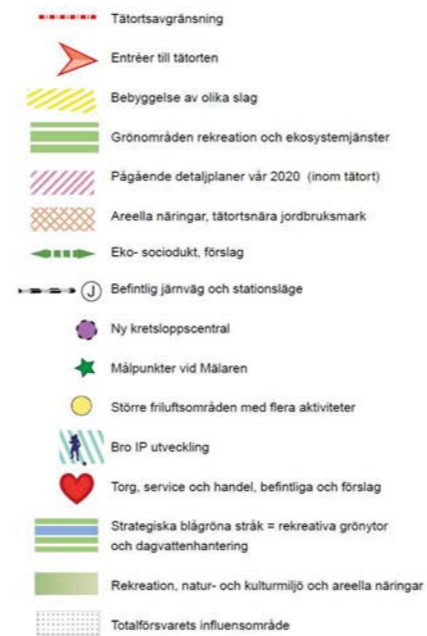 Tätortsavgränsning
Entréer till tätorten
Bebyggelse av olika slag
Grönområden rekreation och ekosystemjänster
Pågående detaljplaner vår 2020 (inom tätort)
Areella näringar, tätortsnära jordbruksmark
Eko- sociodukt, förslag
J Befintlig järnväg och stationsläge
Ny kretsloppscentral
Målpunkter vid Mälaren
Större friluftsområden med flera aktiviteter
Bro IP utveckling
Torg, service och handel, befintliga och förslag
Strategiska blågröna stråk = rekreativa grönytor
och dagvattenhantering
Rekreation, natur- och kulturmiljö och areella näringar
Totalförsvarets influensområde